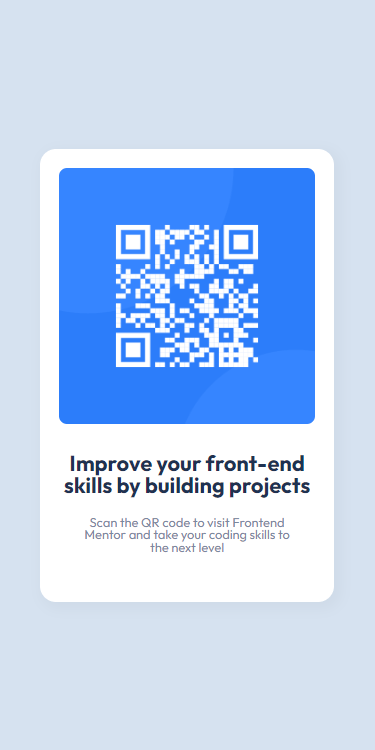 Improve your front-end
skills by building projects
Scan the QR code to visit Frontend
Mentor and take your coding skills to
the next level